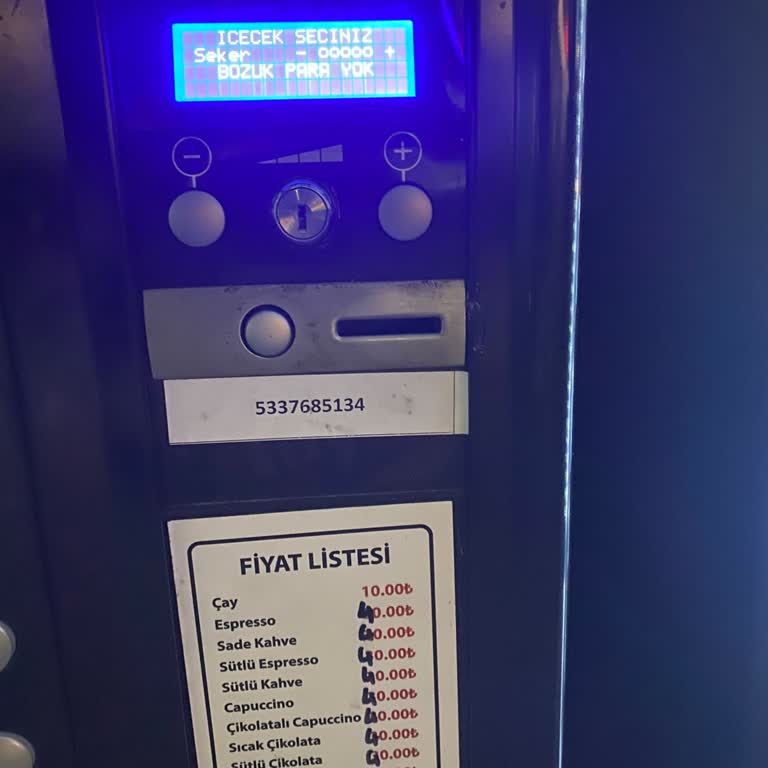 ICECEK SECINIZ
Seker - ooooo +
BOZUK PARA YOK
−
+
5337685134
FİYAT LİSTESİ
Çay 10.00₺
Espresso 40.00₺
Sade Kahve 40.00₺
Sütlü Espresso 40.00₺
Sütlü Kahve 40.00₺
Capuccino 40.00₺
Çikolatalı Capuccino 40.00₺
Sıcak Çikolata 40.00₺
Sütlü Çikolata 40.00₺